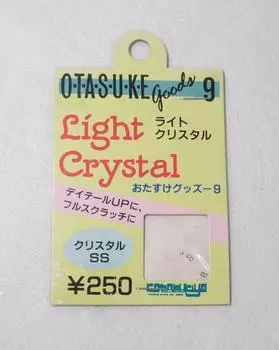 OTASUKE Goods 9
Light
ライト
クリスタル
Crystal
おたすけグッズー9
ディテールUPに、
フルスクラッチに
クリスタル
SS
¥250